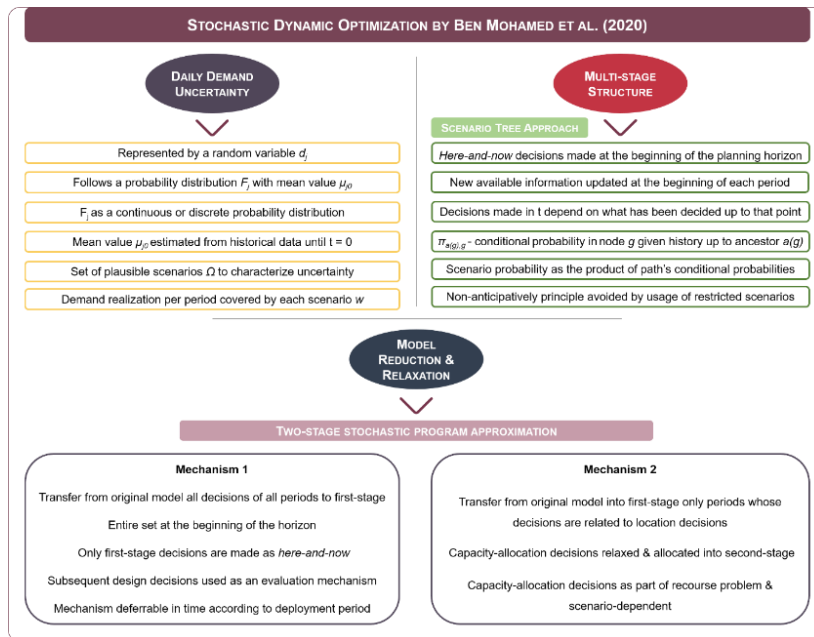 STOCHASTIC DYNAMIC OPTIMIZATION BY BEN MOHAMED ET AL. (2020)
DAILY DEMAND
UNCERTAINTY
Represented by a random variable dj
Follows a probability distribution Fj with mean value μj0
Fj as a continuous or discrete probability distribution
Mean value μj0 estimated from historical data until t = 0
Set of plausible scenarios Ω to characterize uncertainty
Demand realization per period covered by each scenario w
MULTI-STAGE
STRUCTURE
SCENARIO TREE APPROACH
Here-and-now decisions made at the beginning of the planning horizon
New available information updated at the beginning of each period
Decisions made in t depend on what has been decided up to that point
πa(g),g - conditional probability in node g given history up to ancestor a(g)
Scenario probability as the product of path's conditional probabilities
Non-anticipatively principle avoided by usage of restricted scenarios
MODEL
REDUCTION &
RELAXATION
TWO-STAGE STOCHASTIC PROGRAM APPROXIMATION
Mechanism 1
Transfer from original model all decisions of all periods to first-stage
Entire set at the beginning of the horizon
Only first-stage decisions are made as here-and-now
Subsequent design decisions used as an evaluation mechanism
Mechanism deferrable in time according to deployment period
Mechanism 2
Transfer from original model into first-stage only periods whose
decisions are related to location decisions
Capacity-allocation decisions relaxed & allocated into second-stage
Capacity-allocation decisions as part of recourse problem &
scenario-dependent